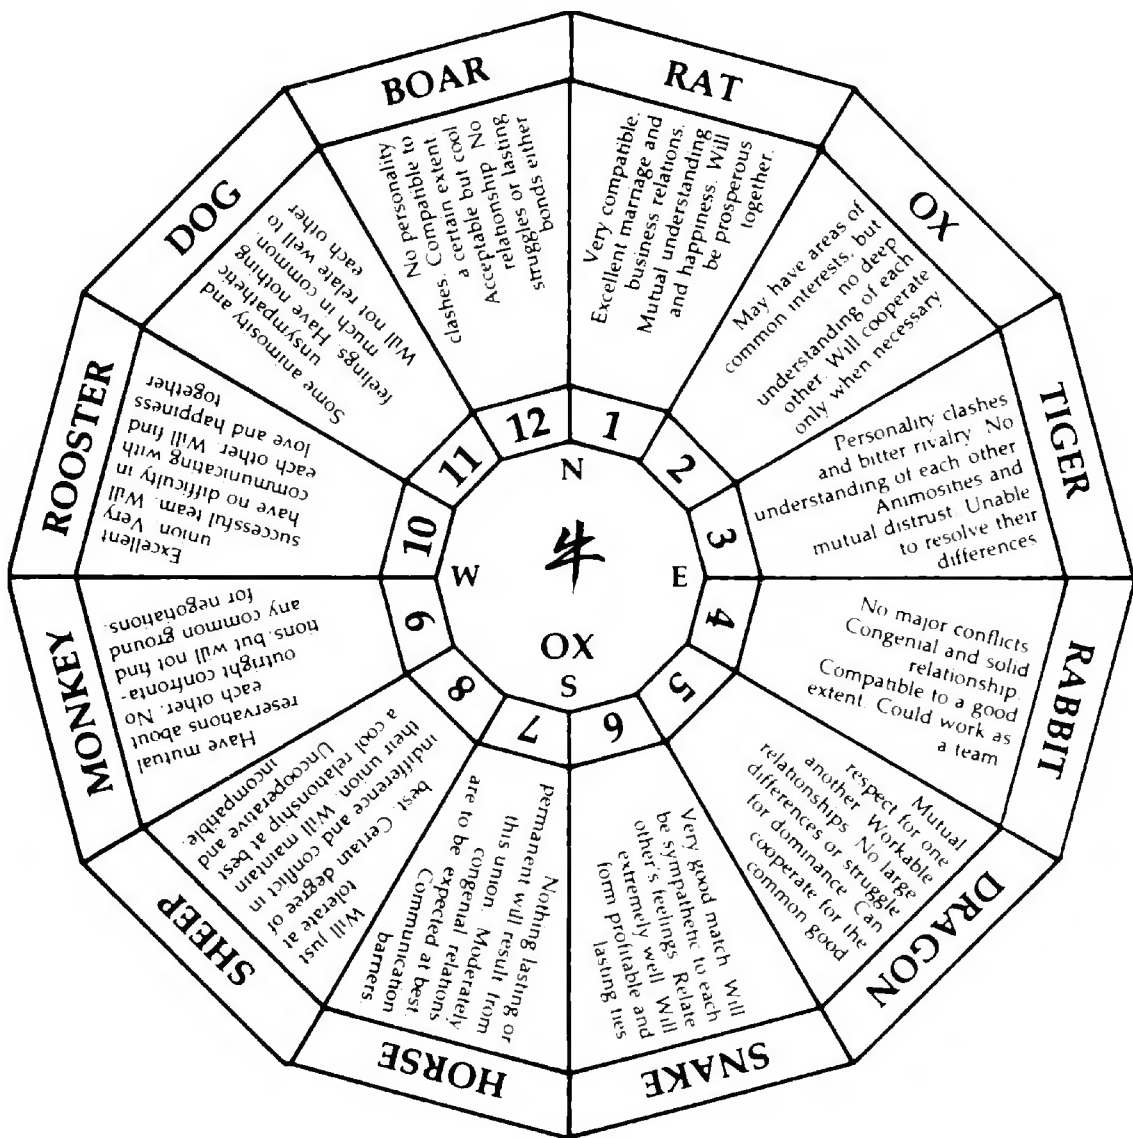 RAT
Very compatible.
Excellent marriage and
business relations.
Mutual understanding
and happiness. Will
be prosperous
together.
OX
May have areas of
common interests. but
no deep
understanding of each
other. Will cooperate
only when necessary
TIGER
Personality clashes
and bitter rivalry. No
understanding of each other
Animosities and
mutual distrust. Unable
to resolve their
differences
RABBIT
No major conflicts
Congenial and solid
relationship.
Compatible to a good
extent. Could work as
a team
DRAGON
Mutual
respect for one
another Workable
relationships No large
differences or struggle
for dominance Can
cooperate for the
common good
SNAKE
Very good match Will
be sympathetic to each
other's feelings Relate
extremely well Will
form profitable and
lasting ties
HORSE
Nothing lasting or
permanent will result from
this union. Moderately
congenial relations
are to be expected at best
Communication
barriers.
SHEEP
Will just
tolerate at
best Certain degree of
indifference and conflict in
their union Will maintain
a cool relation
Relationship at best
Uncooperative and
incompatible.
MONKEY
Have mutual
reservations about
each other. No
outright confronta-
tions, but will not find
any common ground
for negotiations.
ROOSTER
Excellent
union Very
successful team. Will
have no difficulty in
communicating with
each other. Will find
love and happiness
together
DOG
Some animosity and
unsympathetic
feelings. Have nothing
much in common.
Will not relate well to
each other
BOAR
No personality
clashes. Compatible to
a certain extent.
Acceptable but cool
relationship No
struggles or lasting
bonds either
1
2
3
4
5
6
7
8
9
10
11
12
N
W
牛
E
OX
S